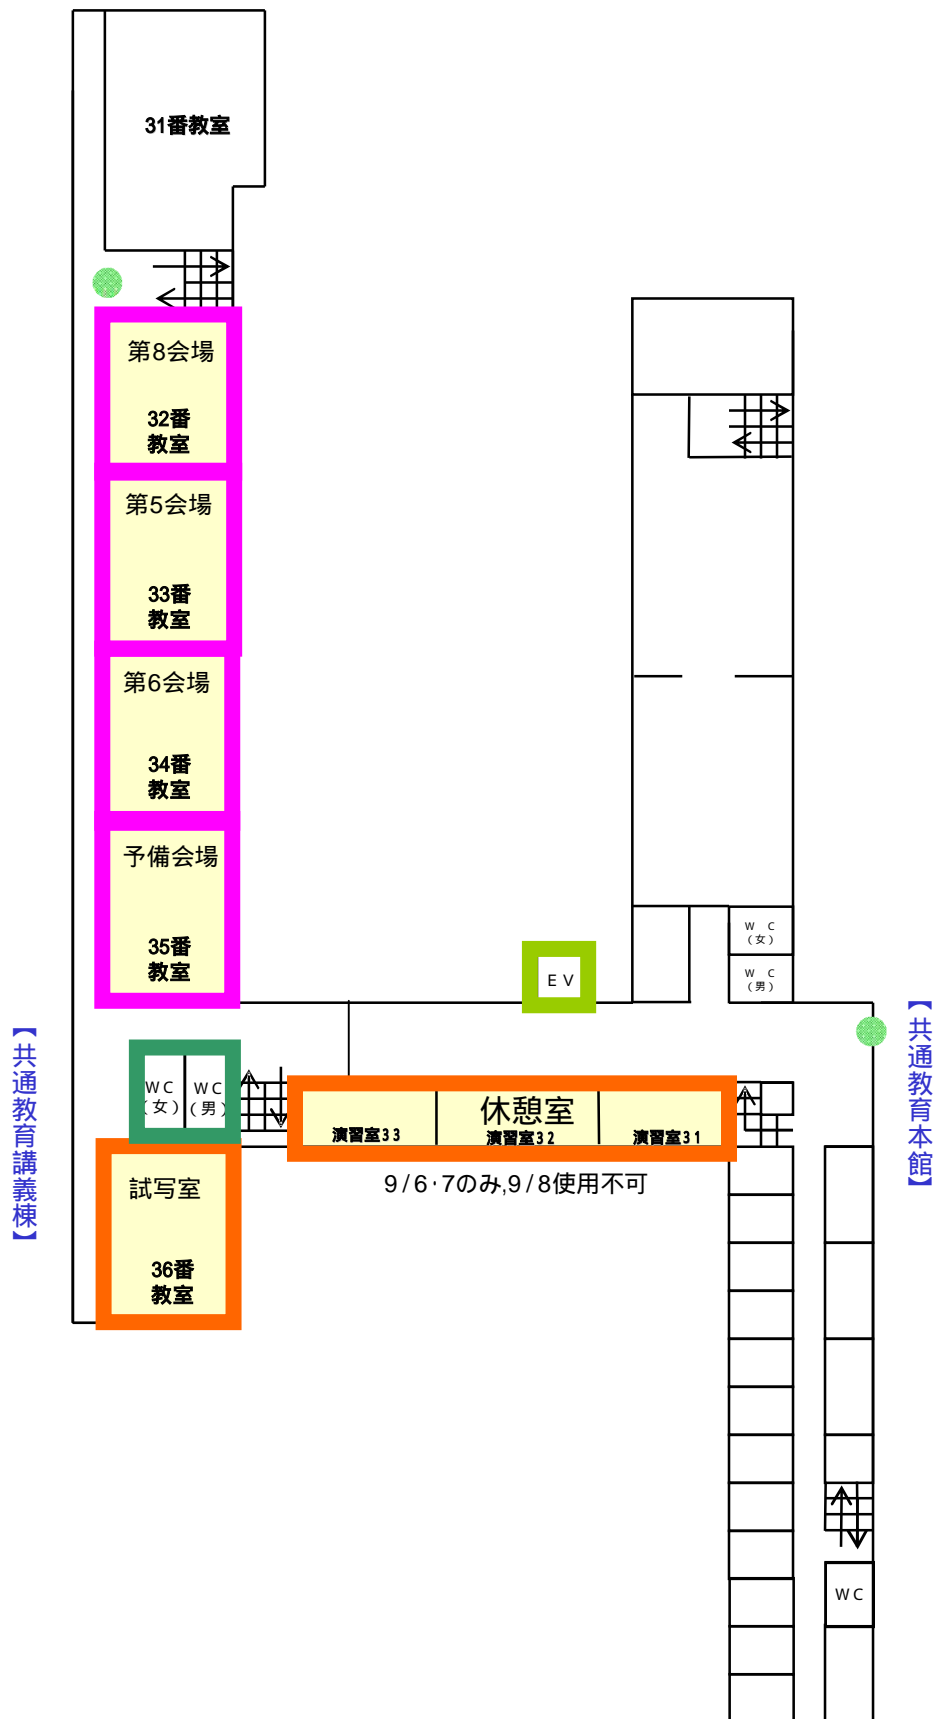 31番教室
第8会場
32番
教室
第5会場
33番
教室
第6会場
34番
教室
予備会場
35番
教室
W C
(女)
W C
(男)
E V
【共通教育講義棟】
【共通教育本館】
WC
(女)
WC
(男)
休憩室
演習室33
演習室32
演習室31
9/6・7のみ,9/8使用不可
試写室
36番
教室
WC